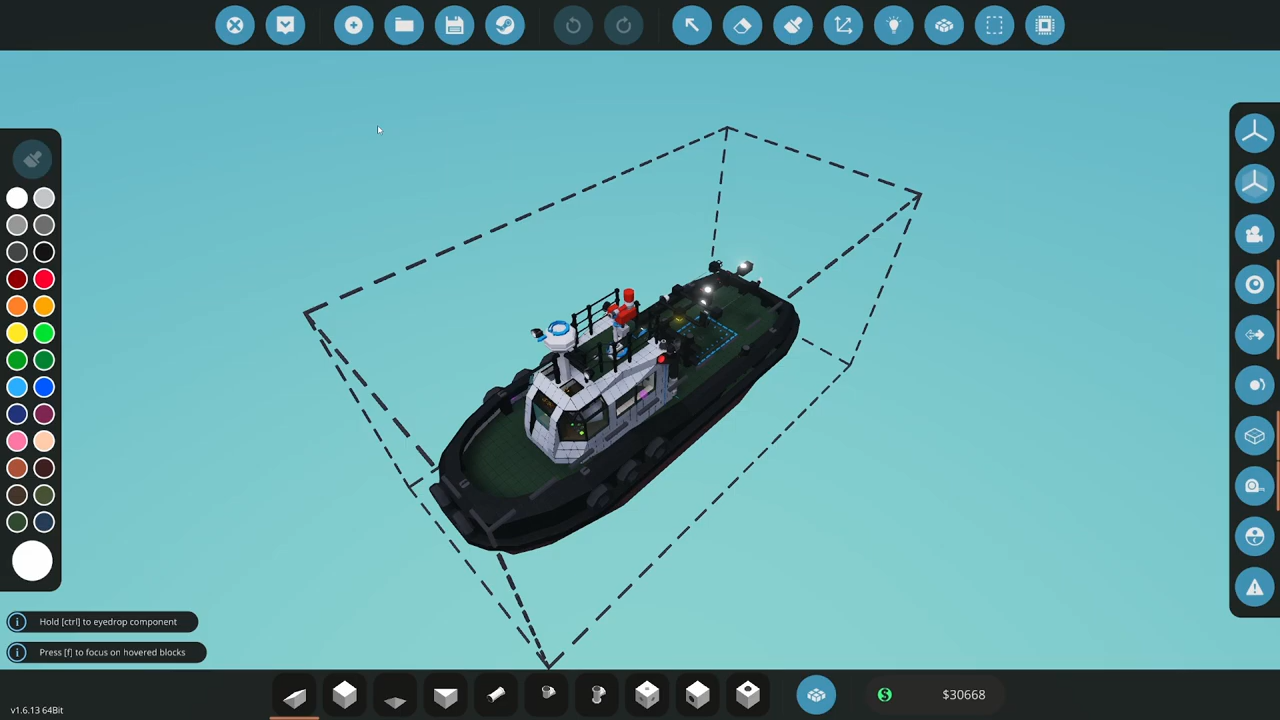 Hold [ctrl] to eyedrop component
Press [f] to focus on hovered blocks
v1.6.13 64Bit
$30668